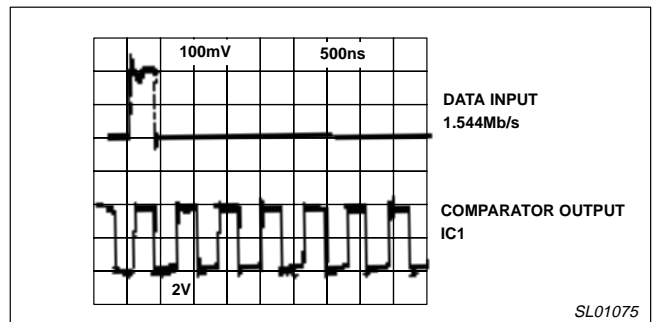 100mV 500ns
DATA INPUT
1.544Mb/s
COMPARATOR OUTPUT
IC1
2V
SL01075